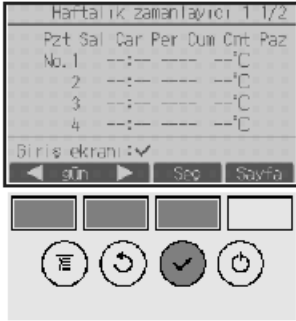 Haftalık zamanlayıcı 1 1/2
Pzt Sal Çar Per Cum Cnt Paz
No. 1 --:-- ---- --°C
2 --:-- ---- --°C
3 --:-- ---- --°C
4 --:-- ---- --°C
Giriş ekranı:✓
◀ gün ▶ Seç Sayfa